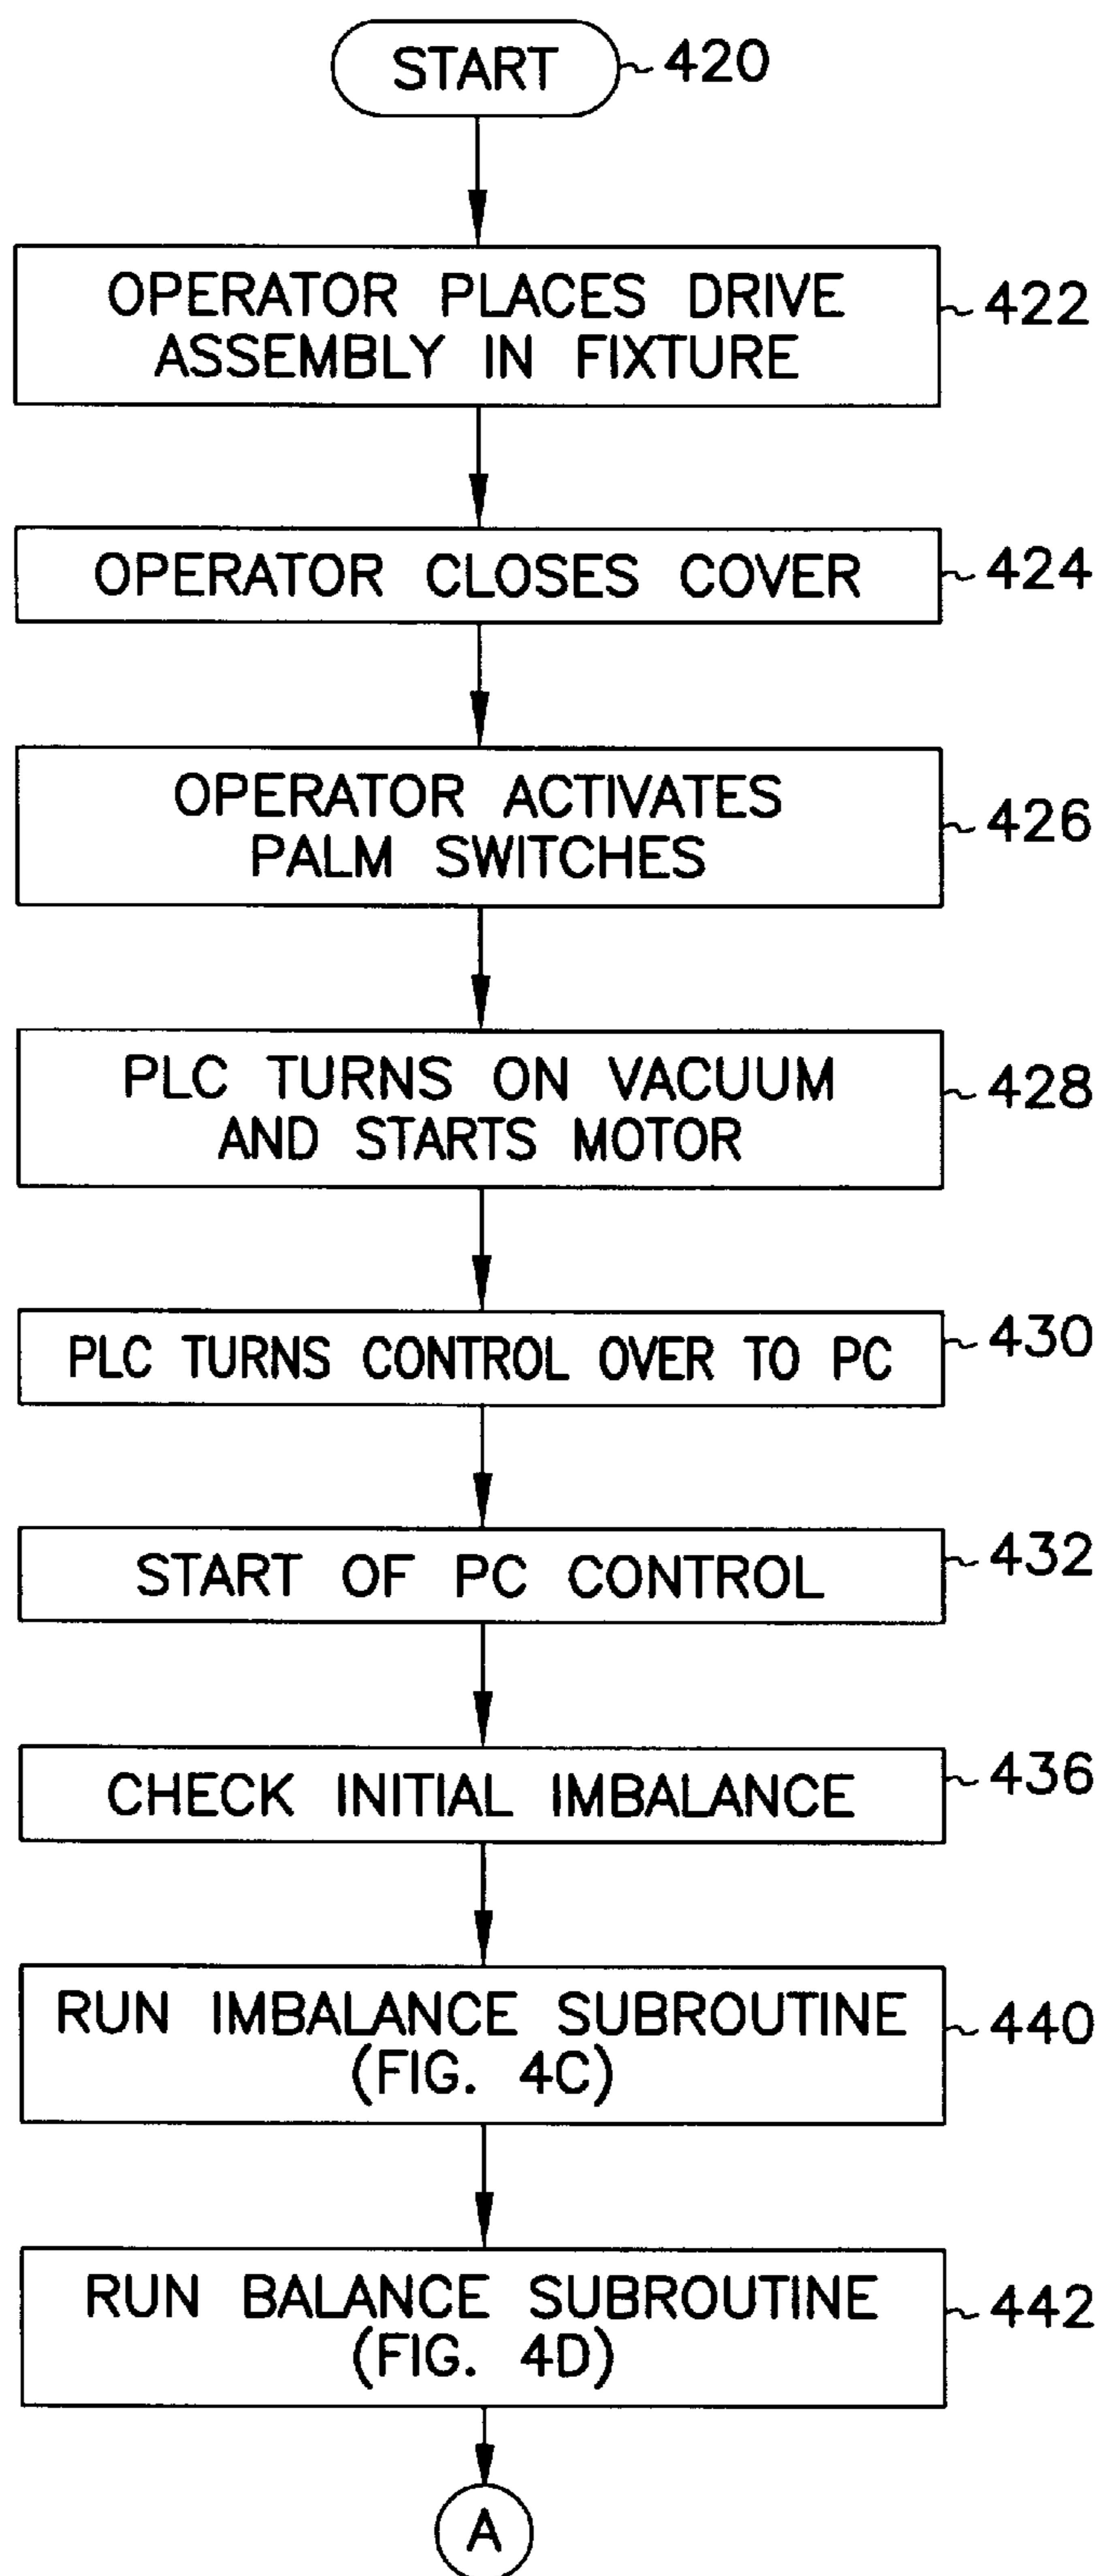 START
420
OPERATOR PLACES DRIVE
ASSEMBLY IN FIXTURE
422
OPERATOR CLOSES COVER
424
OPERATOR ACTIVATES
PALM SWITCHES
426
PLC TURNS ON VACUUM
AND STARTS MOTOR
428
PLC TURNS CONTROL OVER TO PC
430
START OF PC CONTROL
432
CHECK INITIAL IMBALANCE
436
RUN IMBALANCE SUBROUTINE
(FIG. 4C)
440
RUN BALANCE SUBROUTINE
(FIG. 4D)
442
A